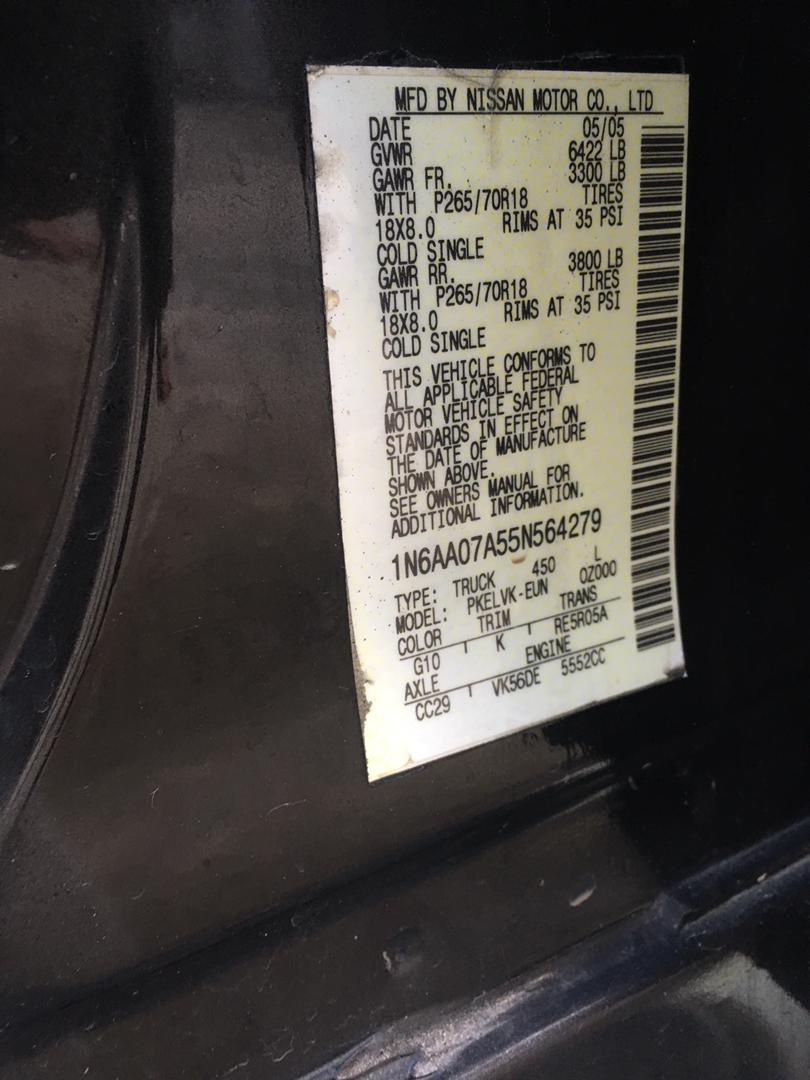 MFD BY NISSAN MOTOR CO., LTD
DATE 05/05
GVWR 6422 LB
GAWR FR. 3300 LB
WITH P265/70R18 TIRES
18X8.0 RIMS AT 35 PSI
COLD SINGLE
GAWR RR. 3800 LB
WITH P265/70R18 TIRES
18X8.0 RIMS AT 35 PSI
COLD SINGLE
THIS VEHICLE CONFORMS TO
ALL APPLICABLE FEDERAL
MOTOR VEHICLE SAFETY
STANDARDS IN EFFECT ON
THE DATE OF MANUFACTURE
SHOWN ABOVE.
SEE OWNERS MANUAL FOR
ADDITIONAL INFORMATION.
1N6AA07A55N564279
TYPE: TRUCK 450 L
MODEL: PKELVK-EUN 0Z000
COLOR TRIM TRANS
G10 K RE5R05A
AXLE ENGINE
CC29 VK56DE 5552CC